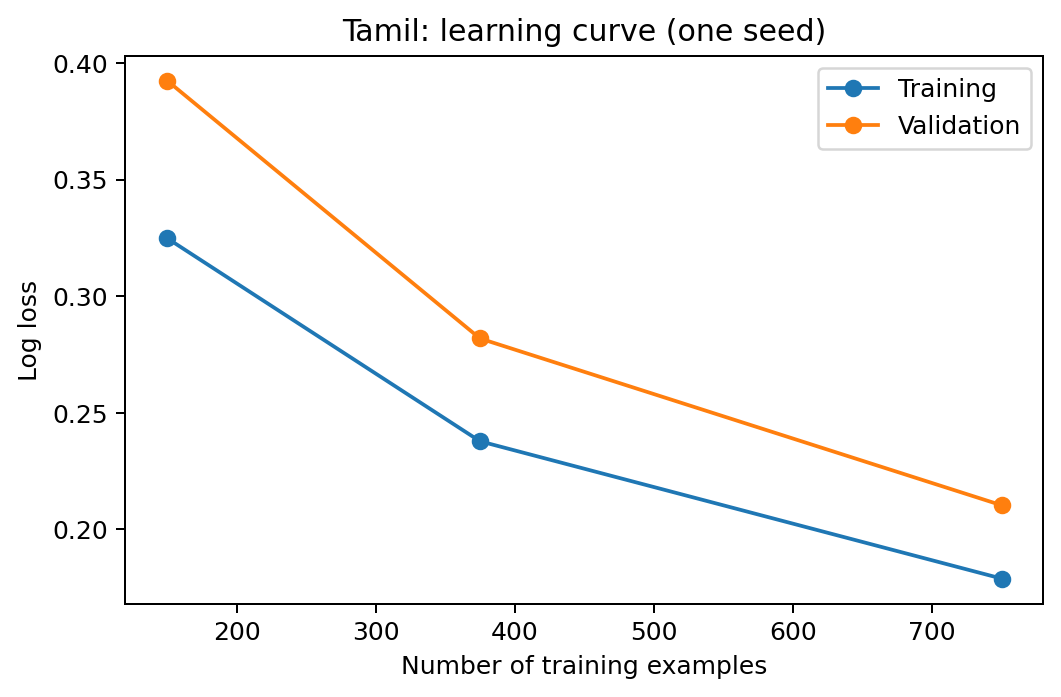 Tamil: learning curve (one seed)
Training
Validation
0.40
0.35
0.30
0.25
0.20
Log loss
200 300 400 500 600 700
Number of training examples